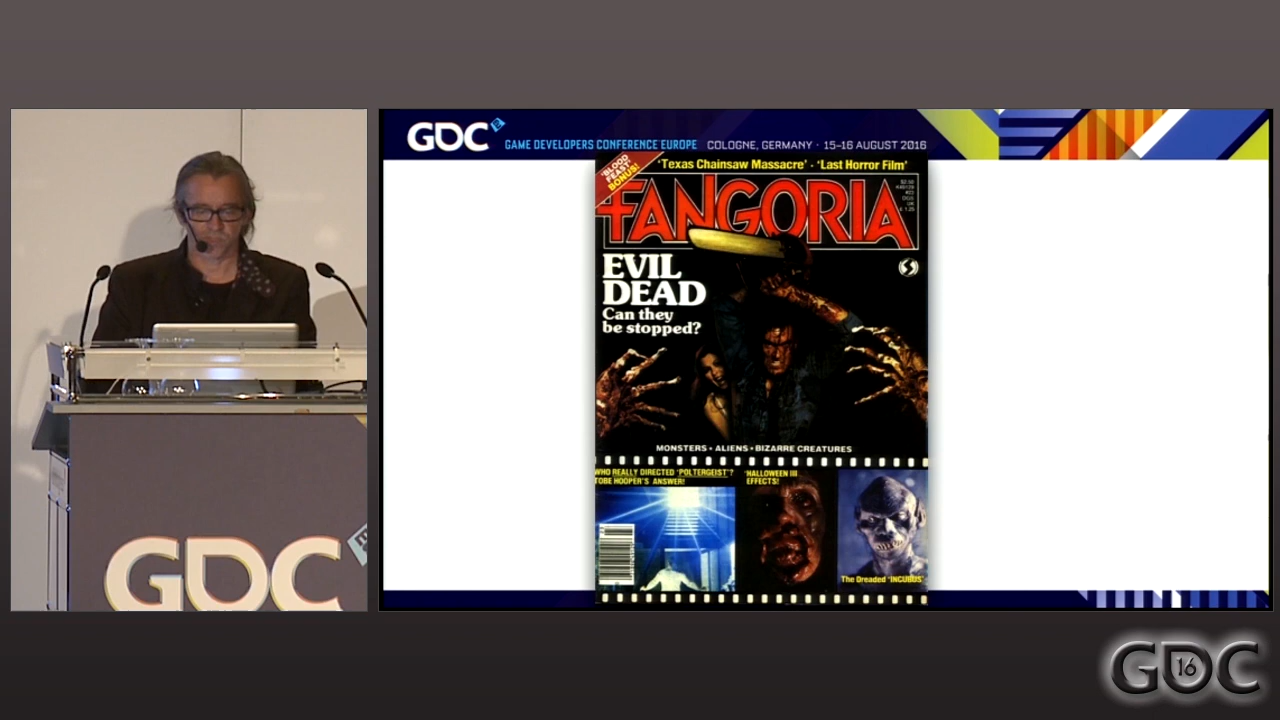 GDC
GAME DEVELOPERS CONFERENCE EUROPE
COLOGNE, GERMANY · 15–16 AUGUST 2016
'BLOOD
FEAST'
BONUS!
'Texas Chainsaw Massacre' · 'Last Horror Film'
FANGORIA
EVIL
DEAD
Can they
be stopped?
MONSTERS • ALIENS • BIZARRE CREATURES
WHO REALLY DIRECTED 'POLTERGEIST'?
TOBE HOOPER'S ANSWER!
'HALLOWEEN III
EFFECTS!
The Dreaded 'INCUBUS'
GDC
GDC
16